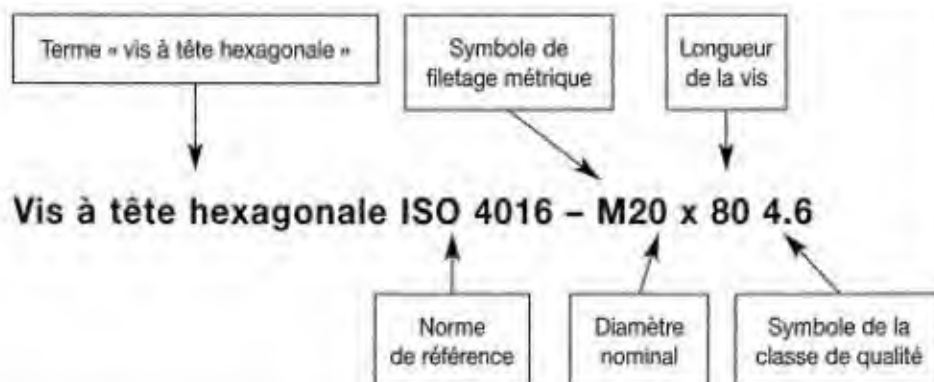 Terme « vis à tête hexagonale »
Symbole de
filetage métrique
Longueur
de la vis
Vis à tête hexagonale ISO 4016 – M20 x 80 4.6
Norme
de référence
Diamètre
nominal
Symbole de la
classe de qualité